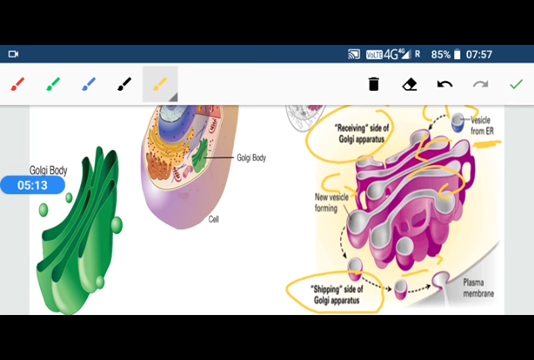 VoLTE 4G 4G R 85% 07:57
"Receiving" side of
Golgi apparatus
Vesicle
from ER
Golgi Body
Golgi Body
05:13
New vesicle
forming
Cell
"Shipping" side of
Golgi apparatus
Plasma
membrane